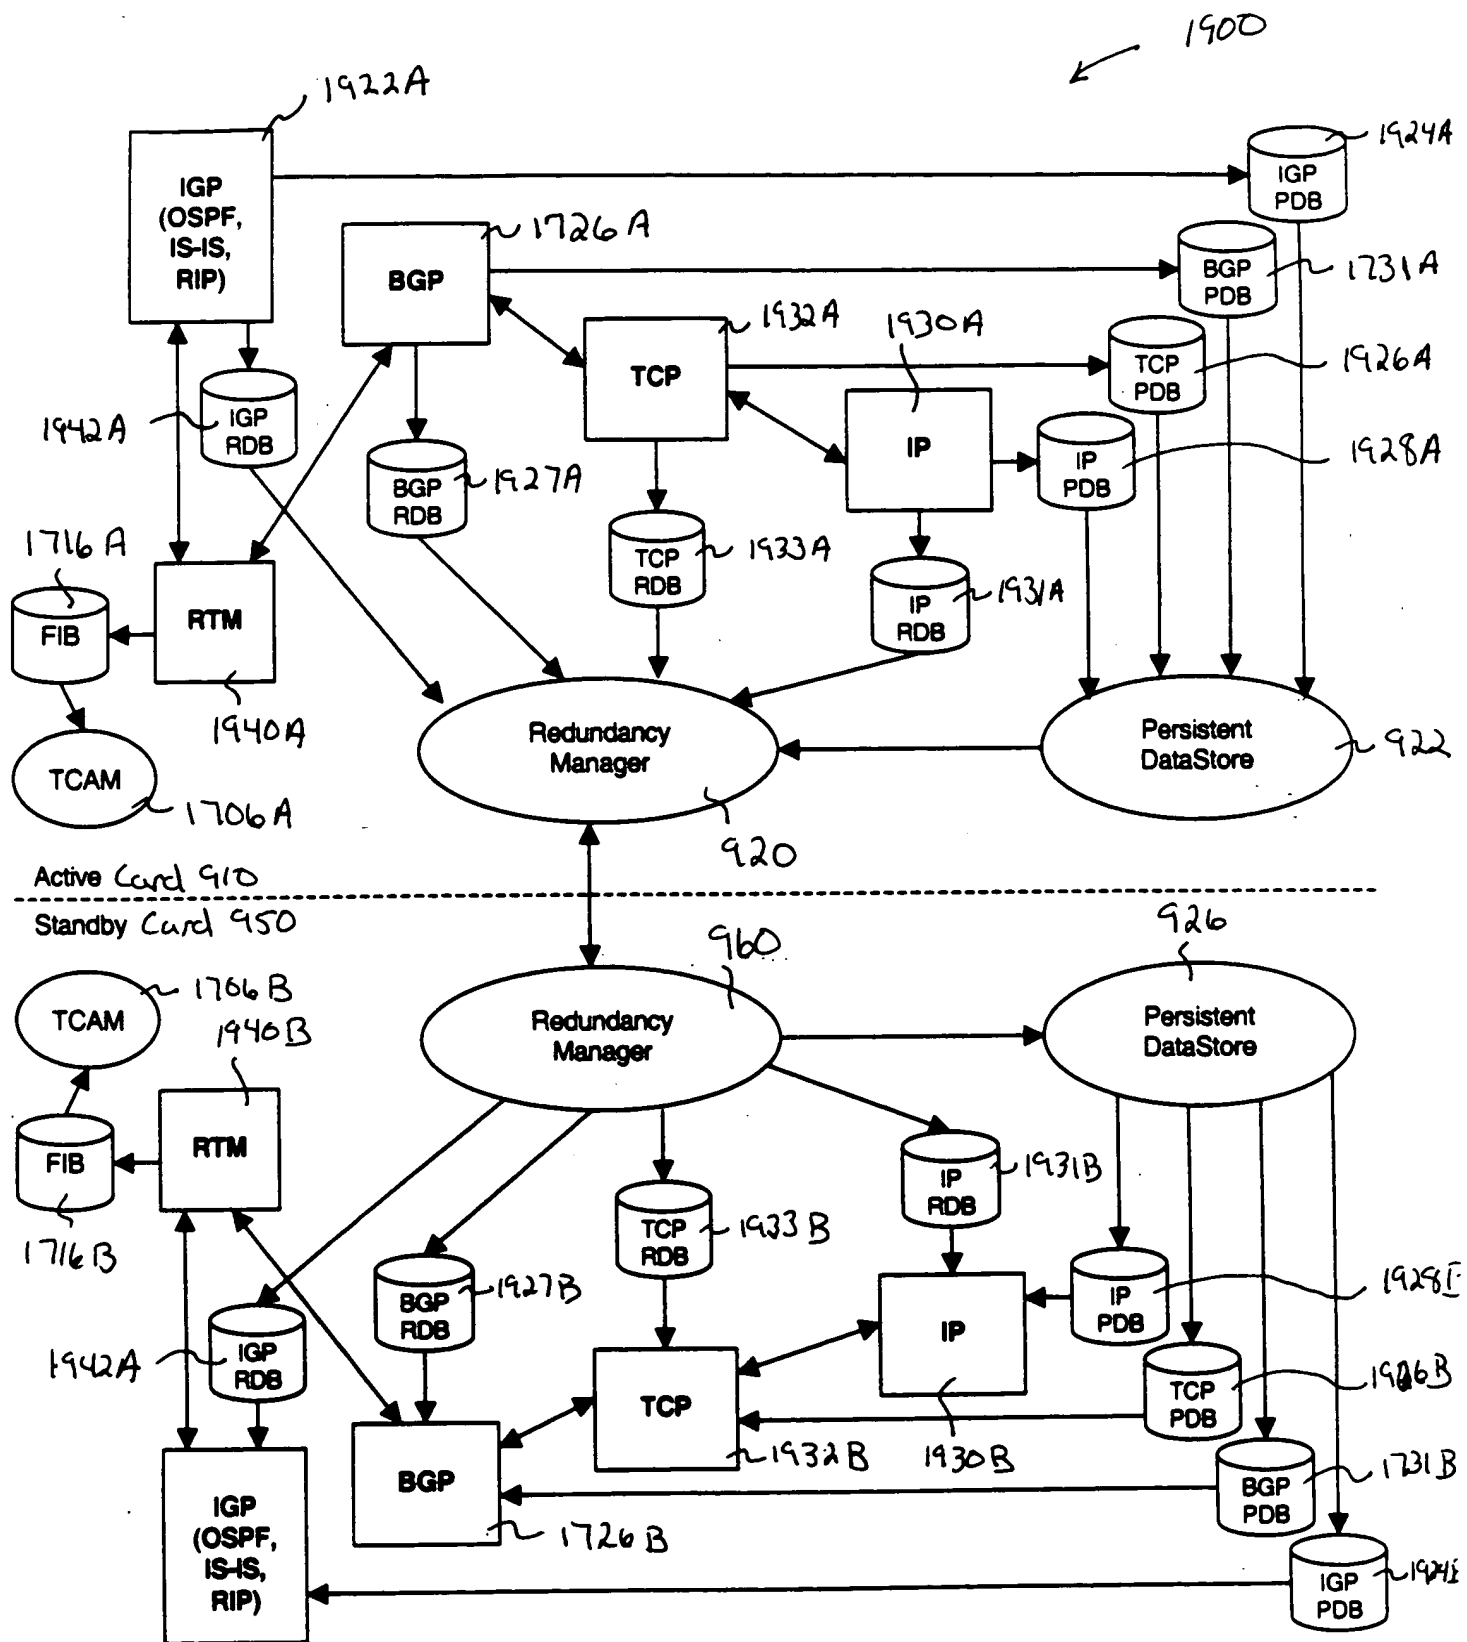 1900
1922A
1924A
IGP
(OSPF,
IS-IS,
RIP)
IGP
PDB
1726A
BGP
BGP
PDB
1731A
1932A
1930A
TCP
TCP
PDB
1926A
1942A
IGP
RDB
IP
IP
PDB
1928A
BGP
RDB
1927A
1716A
TCP
RDB
1933A
IP
RDB
1931A
FIB
RTM
1940A
Redundancy
Manager
Persistent
DataStore
922
TCAM
1706A
920
Active Card 910
Standby Card 950
960
926
1706B
TCAM
1940B
Redundancy
Manager
Persistent
DataStore
RTM
FIB
1716B
IP
RDB
1931B
TCP
RDB
1933B
BGP
RDB
1927B
IP
IP
PDB
1928
1942A
IGP
RDB
TCP
TCP
PDB
1932B
1930B
BGP
1726B
BGP
PDB
1731B
IGP
(OSPF,
IS-IS,
RIP)
IGP
PDB
1924